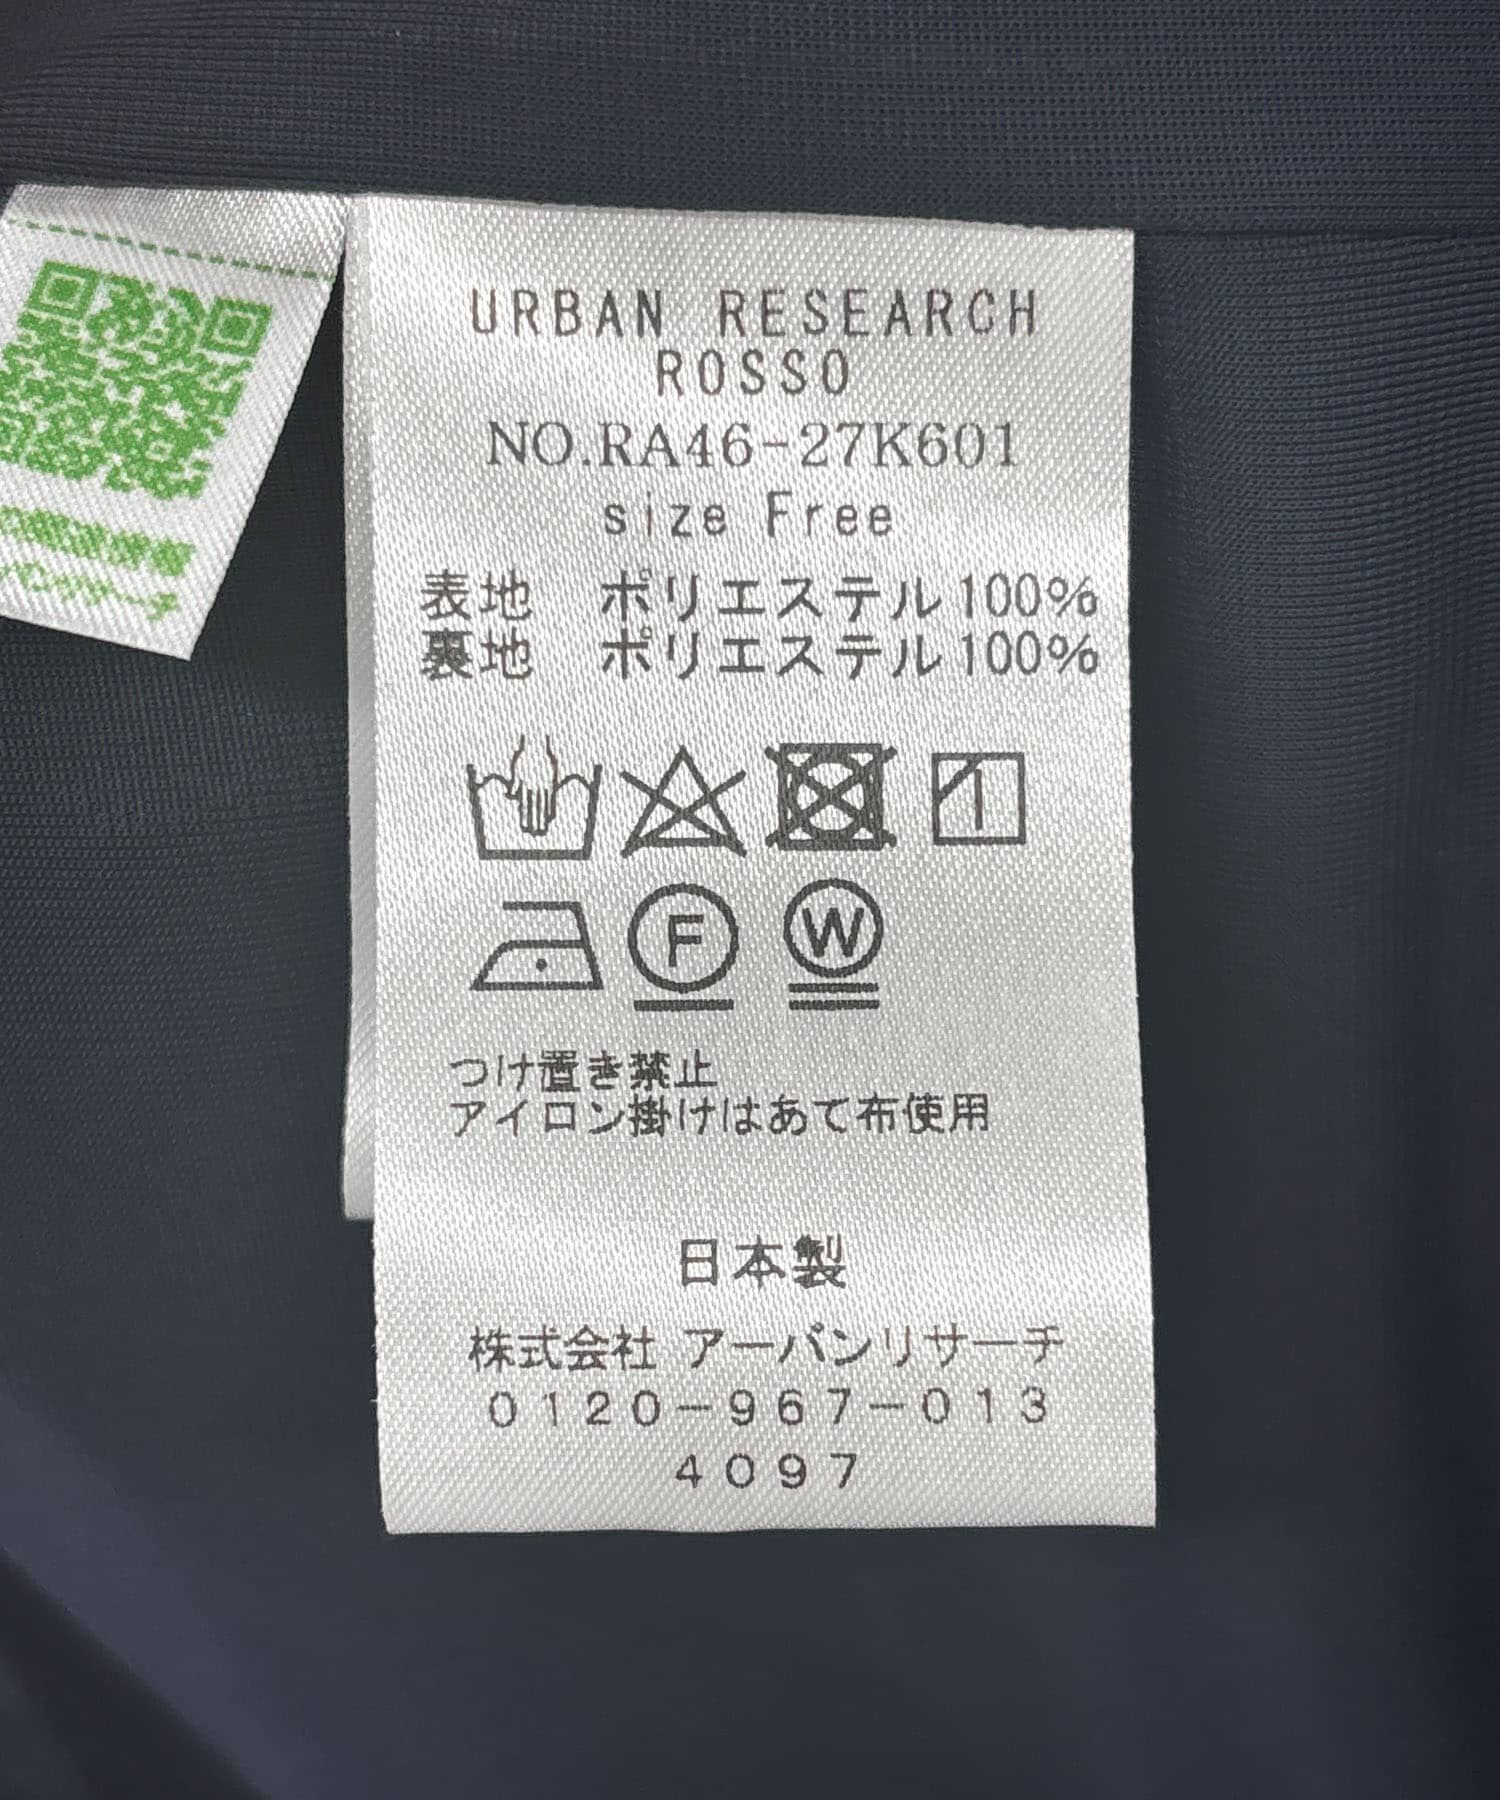 URBAN RESEARCH
ROSSO
NO.RA46-27K601
size Free
表地 ポリエステル100%
裏地 ポリエステル100%
F
W
つけ置き禁止
アイロン掛けはあて布使用
日本製
株式会社 アーバンリサーチ
0120-967-013
4097